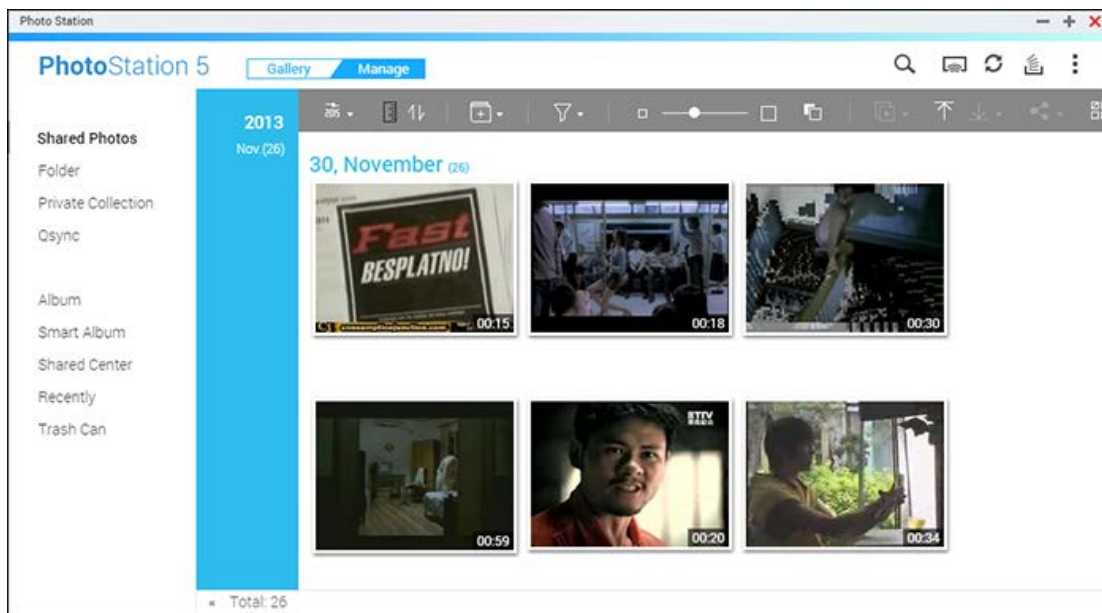 Photo Station
PhotoStation 5
Gallery
Manage
2013
Nov.(26)
Shared Photos
Folder
Private Collection
Qsync
Album
Smart Album
Shared Center
Recently
Trash Can
30, November (26)
Fast
BESPLATNO!
00:15
00:18
00:30
00:59
ETTV
00:20
00:34
« Total: 26